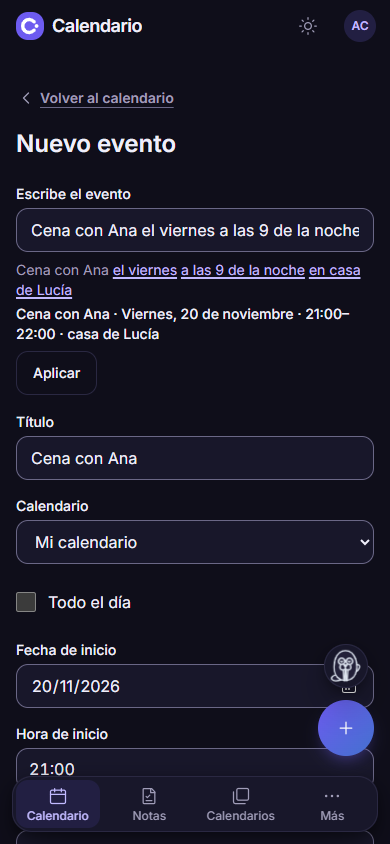 Calendario
AC
Volver al calendario
Nuevo evento
Escribe el evento
Cena con Ana el viernes a las 9 de la noche
Cena con Ana el viernes a las 9 de la noche en casa
de Lucía
Cena con Ana · Viernes, 20 de noviembre · 21:00–
22:00 · casa de Lucía
Aplicar
Título
Cena con Ana
Calendario
Mi calendario
Todo el día
Fecha de inicio
20/11/2026
Hora de inicio
21:00
Calendario
Notas
Calendarios
Más